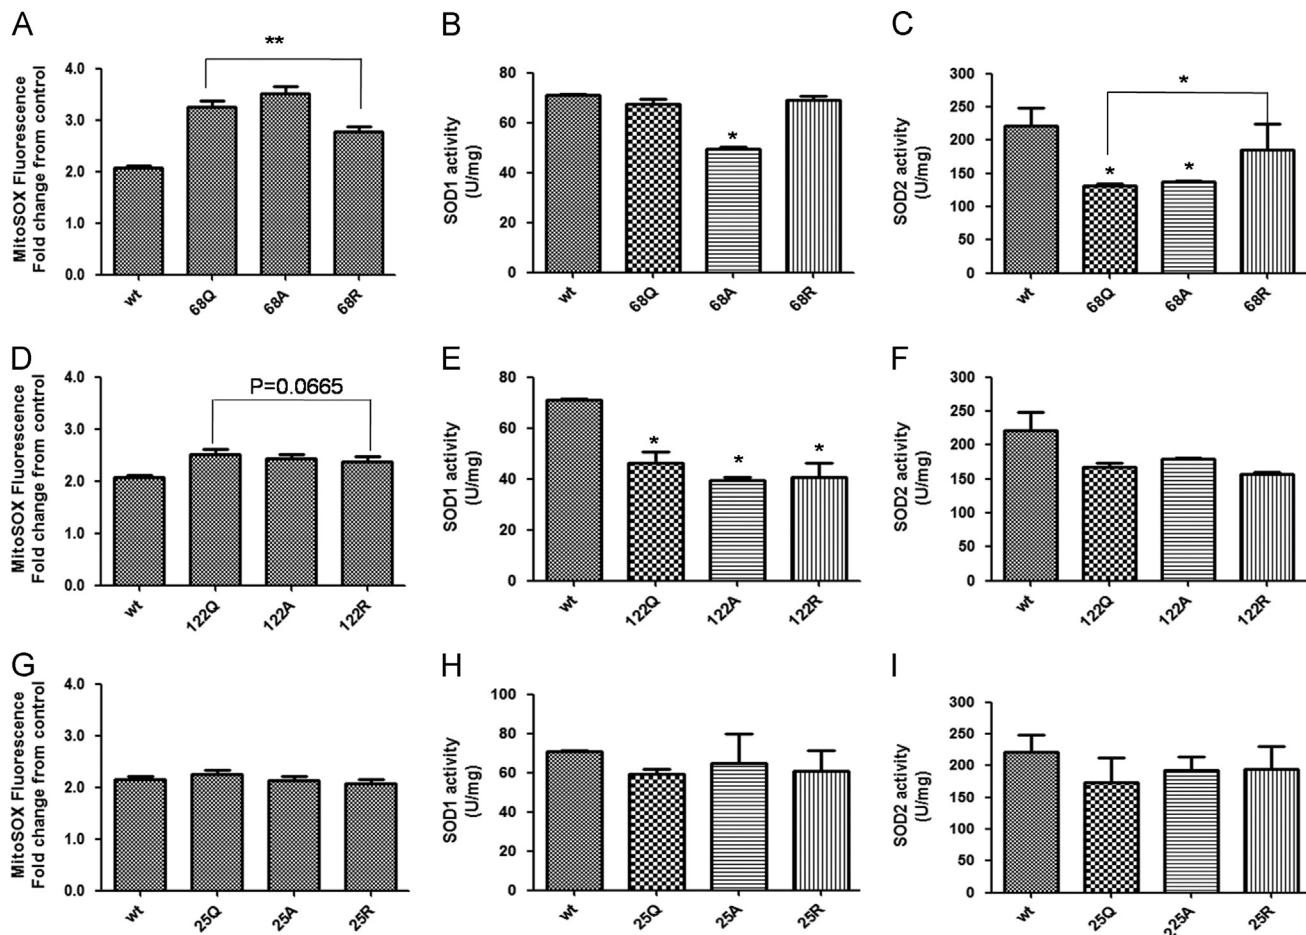 A
MitoSOX Fluorescence
Fold change from control
4.0
3.0
2.0
1.0
0.0
**
wt
68Q
68A
68R
B
SOD1 activity
(U/mg)
80
60
40
20
0
*
wt
68Q
68A
68R
C
SOD2 activity
(U/mg)
300
250
200
150
100
50
0
*
*
*
wt
68Q
68A
68R
D
MitoSOX Fluorescence
Fold change from control
4.0
3.0
2.0
1.0
0.0
P=0.0665
wt
122Q
122A
122R
E
SOD1 activity
(U/mg)
80
60
40
20
0
*
*
*
wt
122Q
122A
122R
F
SOD2 activity
(U/mg)
300
250
200
150
100
50
0
wt
122Q
122A
122R
G
MitoSOX Fluorescence
Fold change from control
4.0
3.0
2.0
1.0
0.0
wt
25Q
25A
25R
H
SOD1 activity
(U/mg)
100
80
60
40
20
0
wt
25Q
25A
25R
I
SOD2 activity
(U/mg)
300
250
200
150
100
50
0
wt
25Q
225A
25R